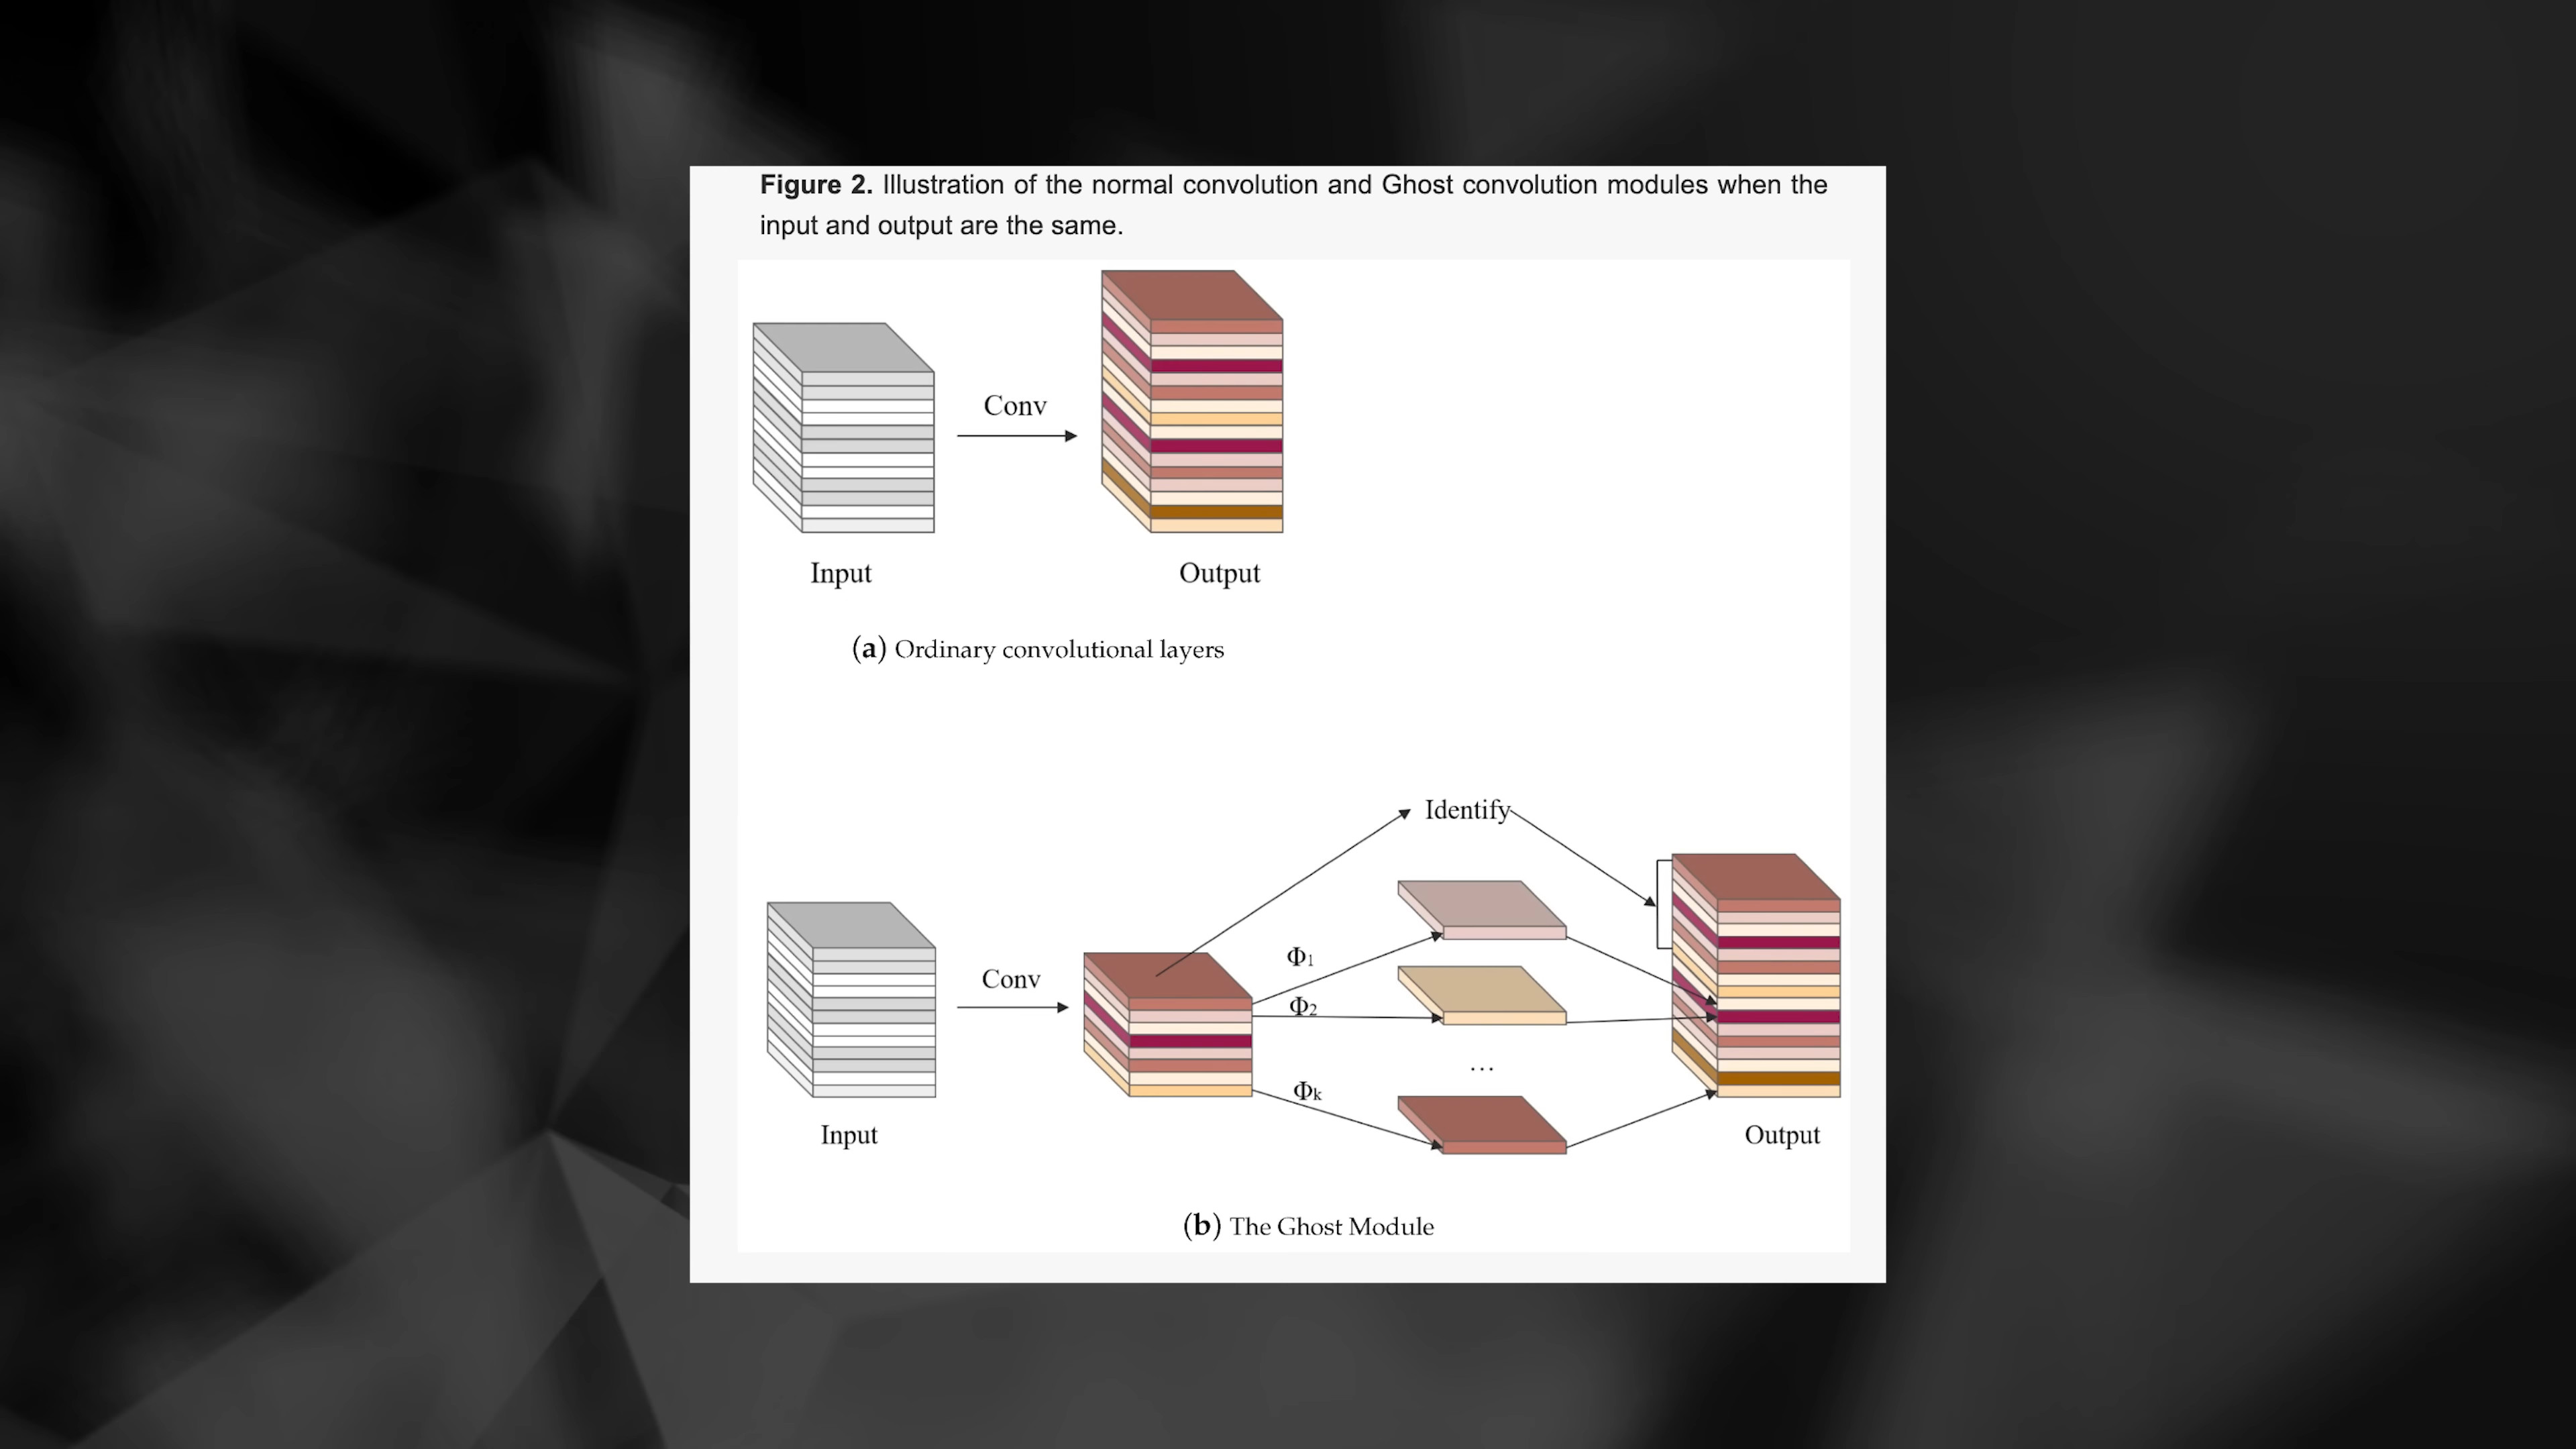 Figure 2. Illustration of the normal convolution and Ghost convolution modules when the
input and output are the same.
Conv
Input
Output
(a) Ordinary convolutional layers
Identify
Φ1
Conv
Φ2
...
Φk
Input
Output
(b) The Ghost Module